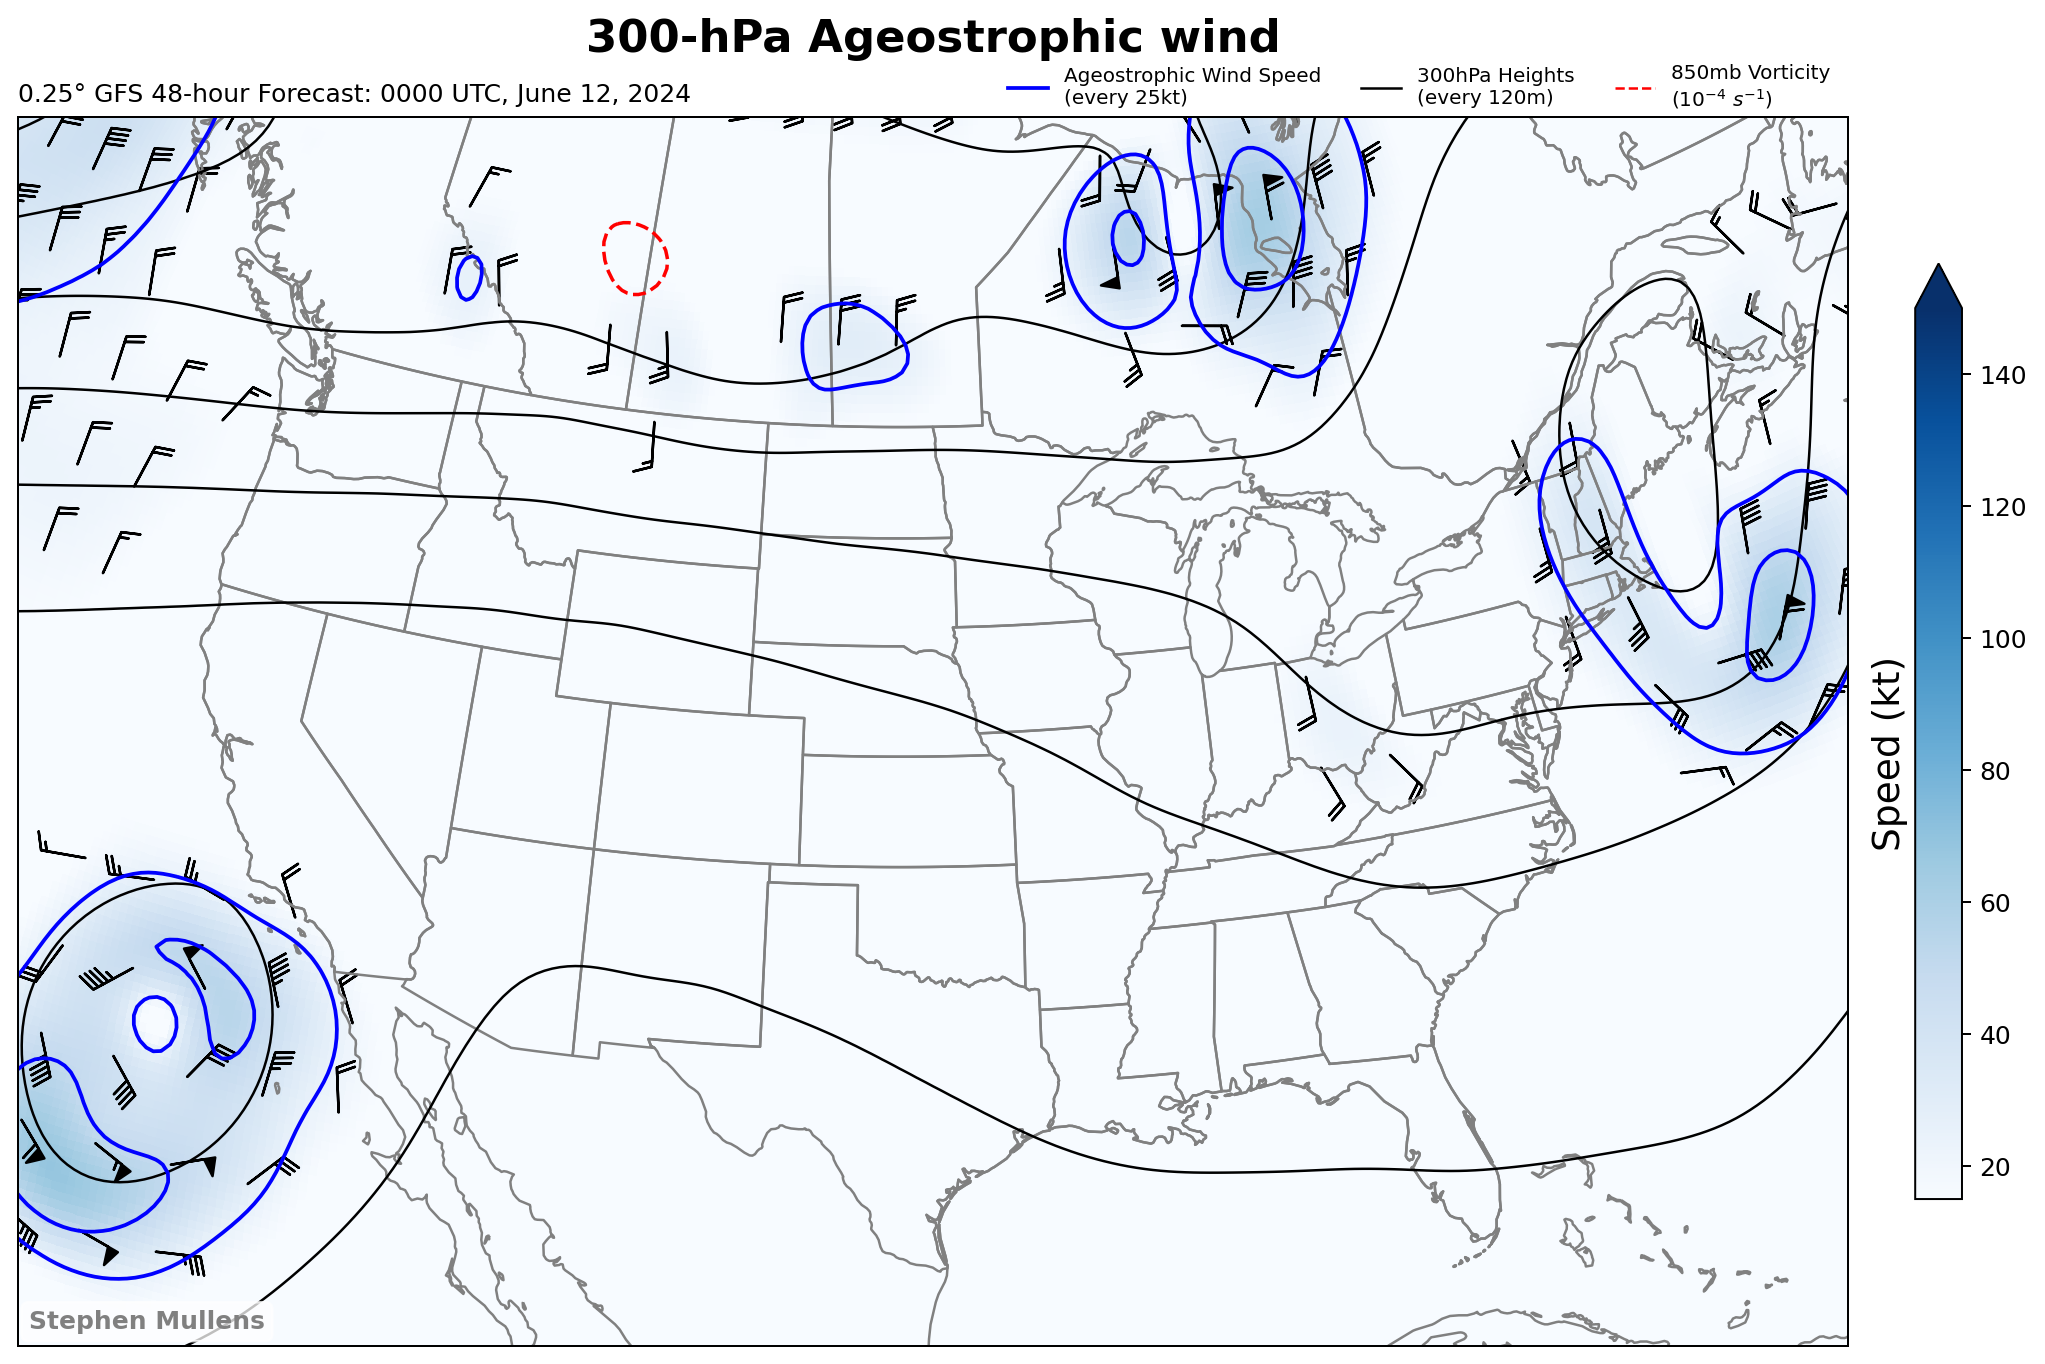 300-hPa Ageostrophic wind
0.25° GFS 48-hour Forecast: 0000 UTC, June 12, 2024
Ageostrophic Wind Speed
(every 25kt)
300hPa Heights
(every 120m)
850mb Vorticity
(10⁻⁴ s⁻¹)
140
120
100
80
60
40
20
Speed (kt)
Stephen Mullens